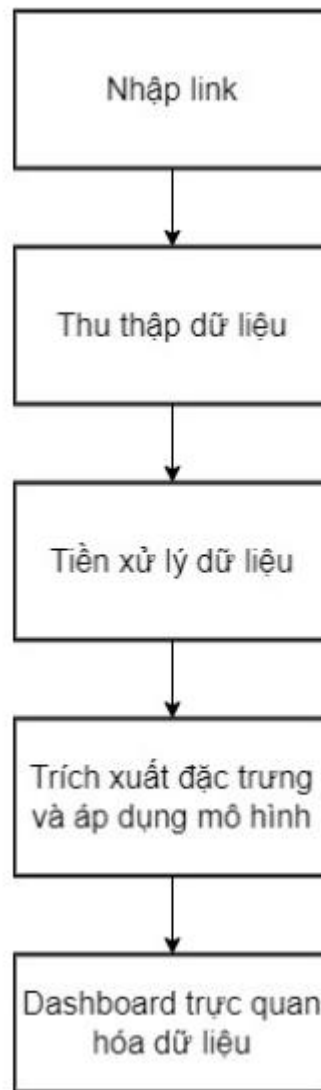 Nhập link
Thu thập dữ liệu
Tiền xử lý dữ liệu
Trích xuất đặc trưng
và áp dụng mô hình
Dashboard trực quan
hóa dữ liệu